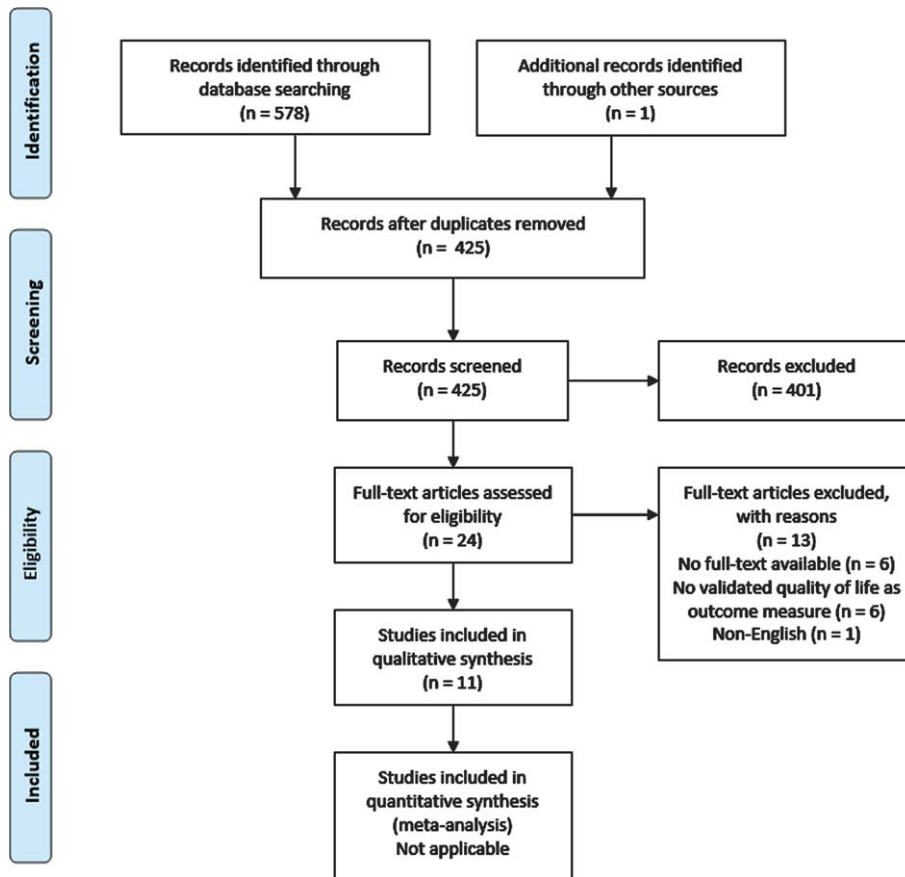 Identification
Records identified through
database searching
(n = 578)
Additional records identified
through other sources
(n = 1)
Records after duplicates removed
(n = 425)
Screening
Records screened
(n = 425)
Records excluded
(n = 401)
Eligibility
Full-text articles assessed
for eligibility
(n = 24)
Full-text articles excluded,
with reasons
(n = 13)
No full-text available (n = 6)
No validated quality of life as
outcome measure (n = 6)
Non-English (n = 1)
Studies included in
qualitative synthesis
(n = 11)
Included
Studies included in
quantitative synthesis
(meta-analysis)
Not applicable